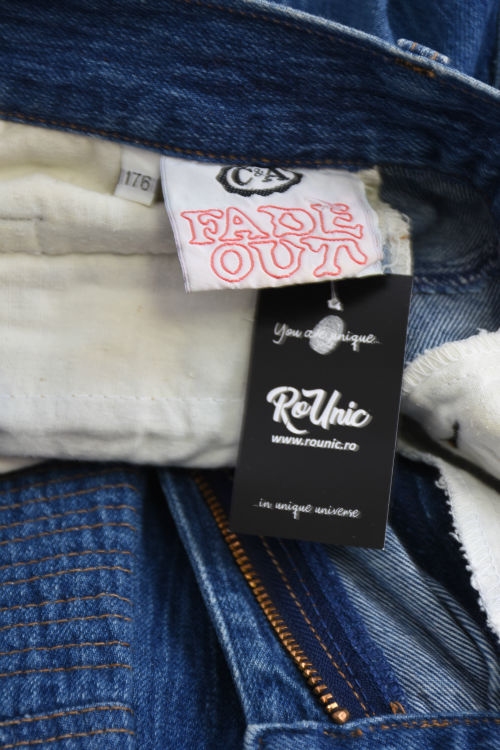 C&A
176
FADE
OUT
You are unique..
RoUnic
www.rounic.ro
...in unique universe